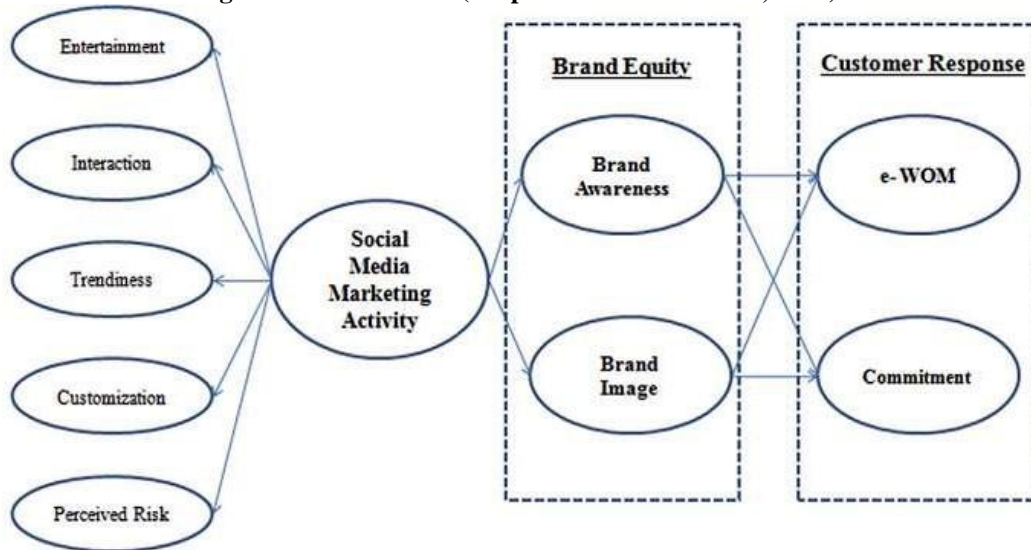 Entertainment
Interaction
Trendiness
Customization
Perceived Risk
Social
Media
Marketing
Activity
Brand Equity
Brand
Awareness
Brand
Image
Customer Response
e-WOM
Commitment